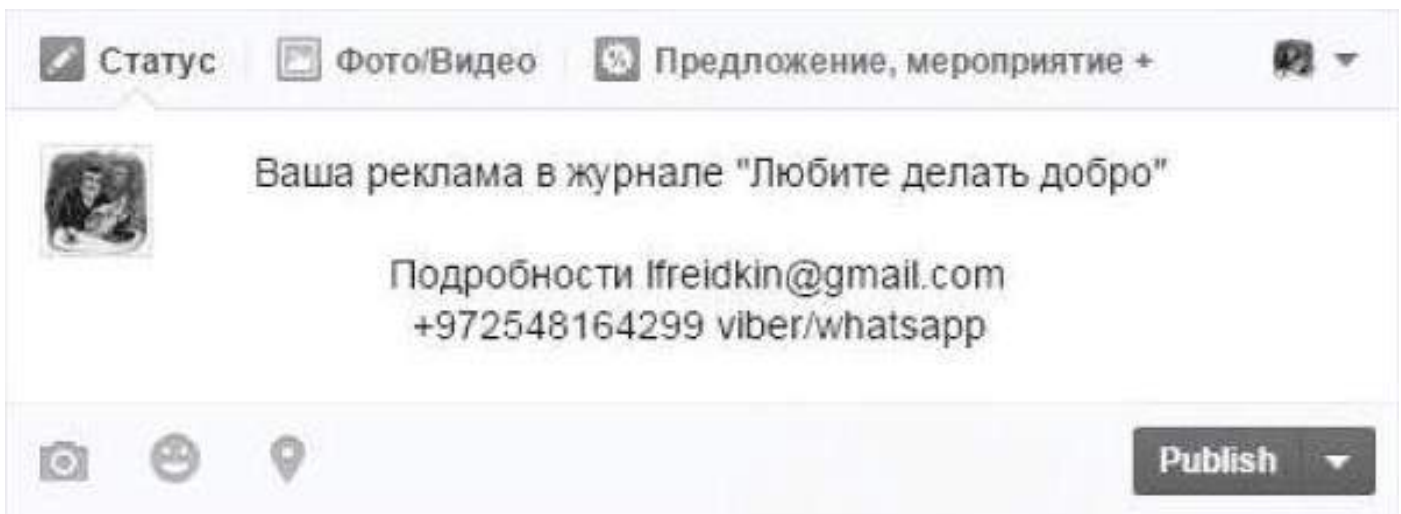 Статус Фото/Видео Предложение, мероприятие +
Ваша реклама в журнале "Любите делать добро"
Подробности lfreidkin@gmail.com
+972548164299 viber/whatsapp
Publish